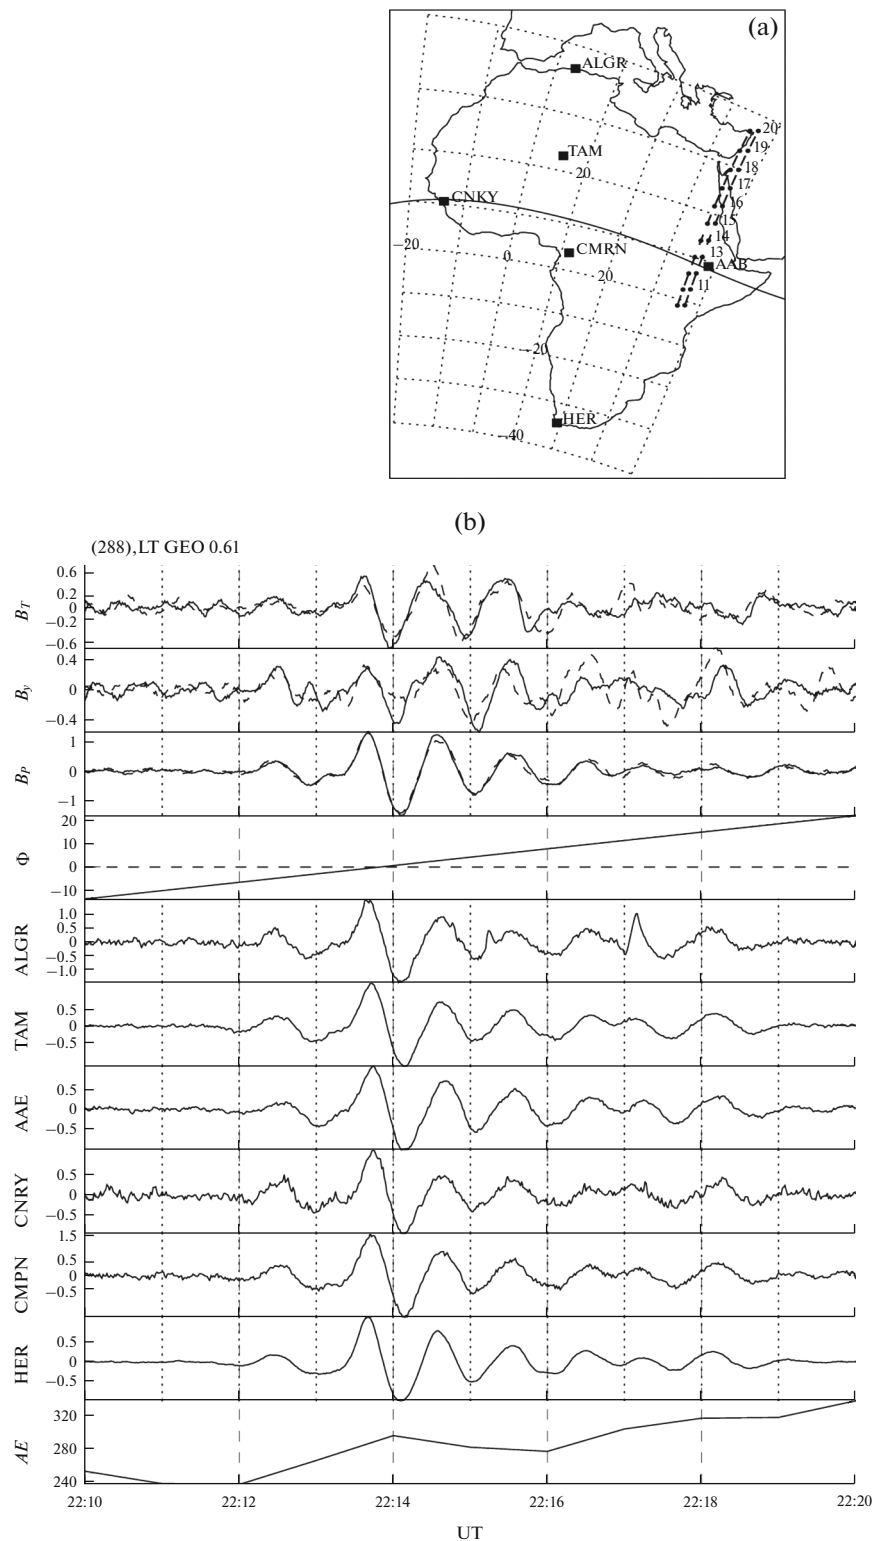 (a)
ALGR
20
19
TAM
20
18
17
CNKY
16
15
−20
14
0
CMRN
13
AAB
20
11
−20
HER
−40
(b)
(288), LT GEO 0.61
B_T
0.6
0.2
0
−0.2
−0.6
B_y
0.4
0
−0.4
B_P
1
0
−1
Φ
20
10
0
−10
ALGR
1.0
0.5
0
−0.5
−1.0
TAM
0.5
0
−0.5
AAE
0.5
0
−0.5
CNRY
0.5
0
−0.5
CMPN
1.5
0.5
0
−0.5
HER
0.5
0
−0.5
AE
320
280
240
22:10 22:12 22:14 22:16 22:18 22:20
UT